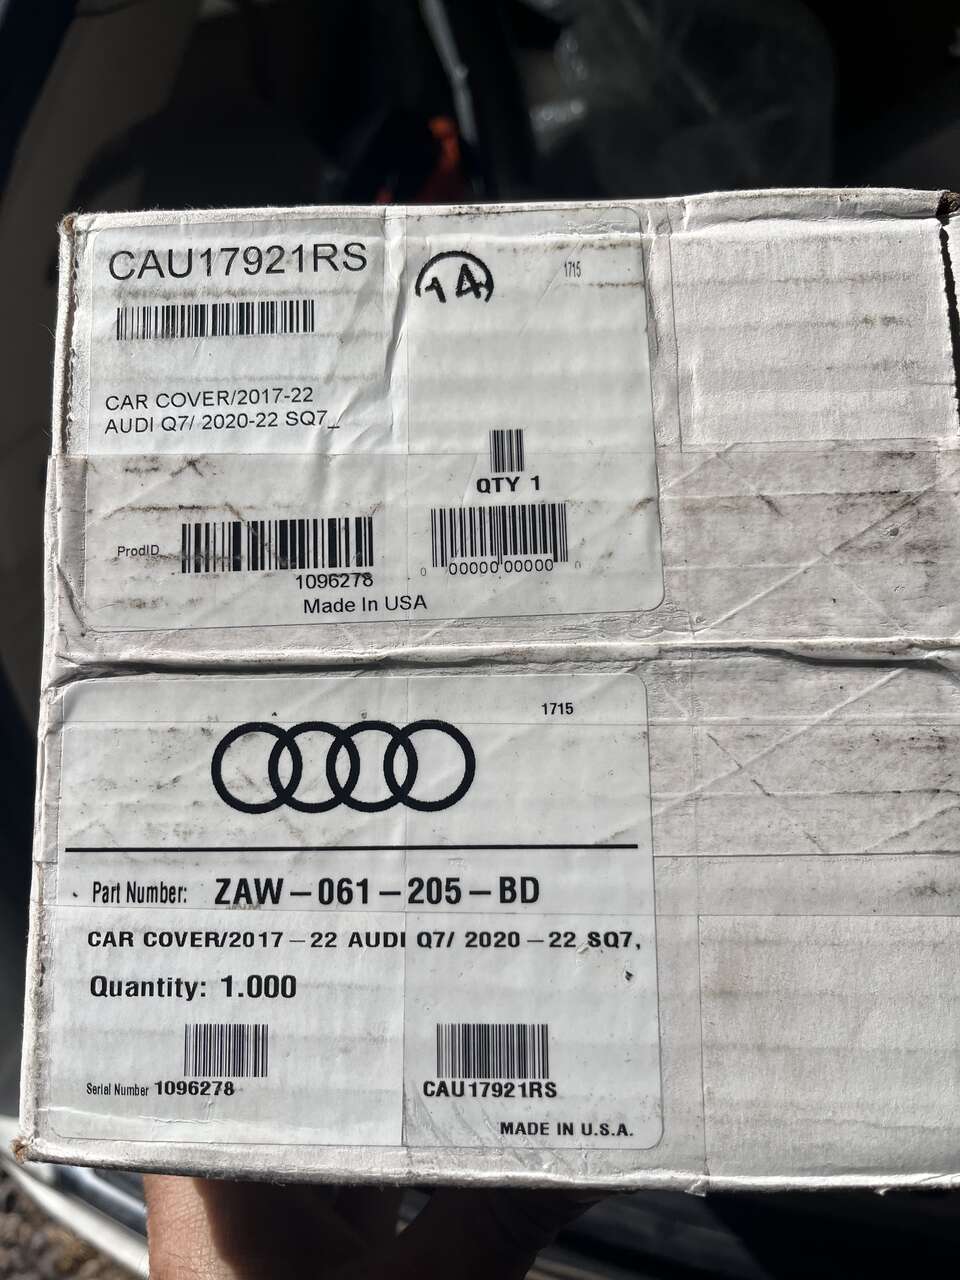 CAU17921RS
14
1715
CAR COVER/2017-22
AUDI Q7/ 2020-22 SQ7_
QTY 1
ProdID
1096278
0 00000 00000 0
Made In USA
1715
Part Number: ZAW-061-205-BD
CAR COVER/2017-22 AUDI Q7/ 2020-22 SQ7,
Quantity: 1.000
Serial Number 1096278
CAU17921RS
MADE IN U.S.A.